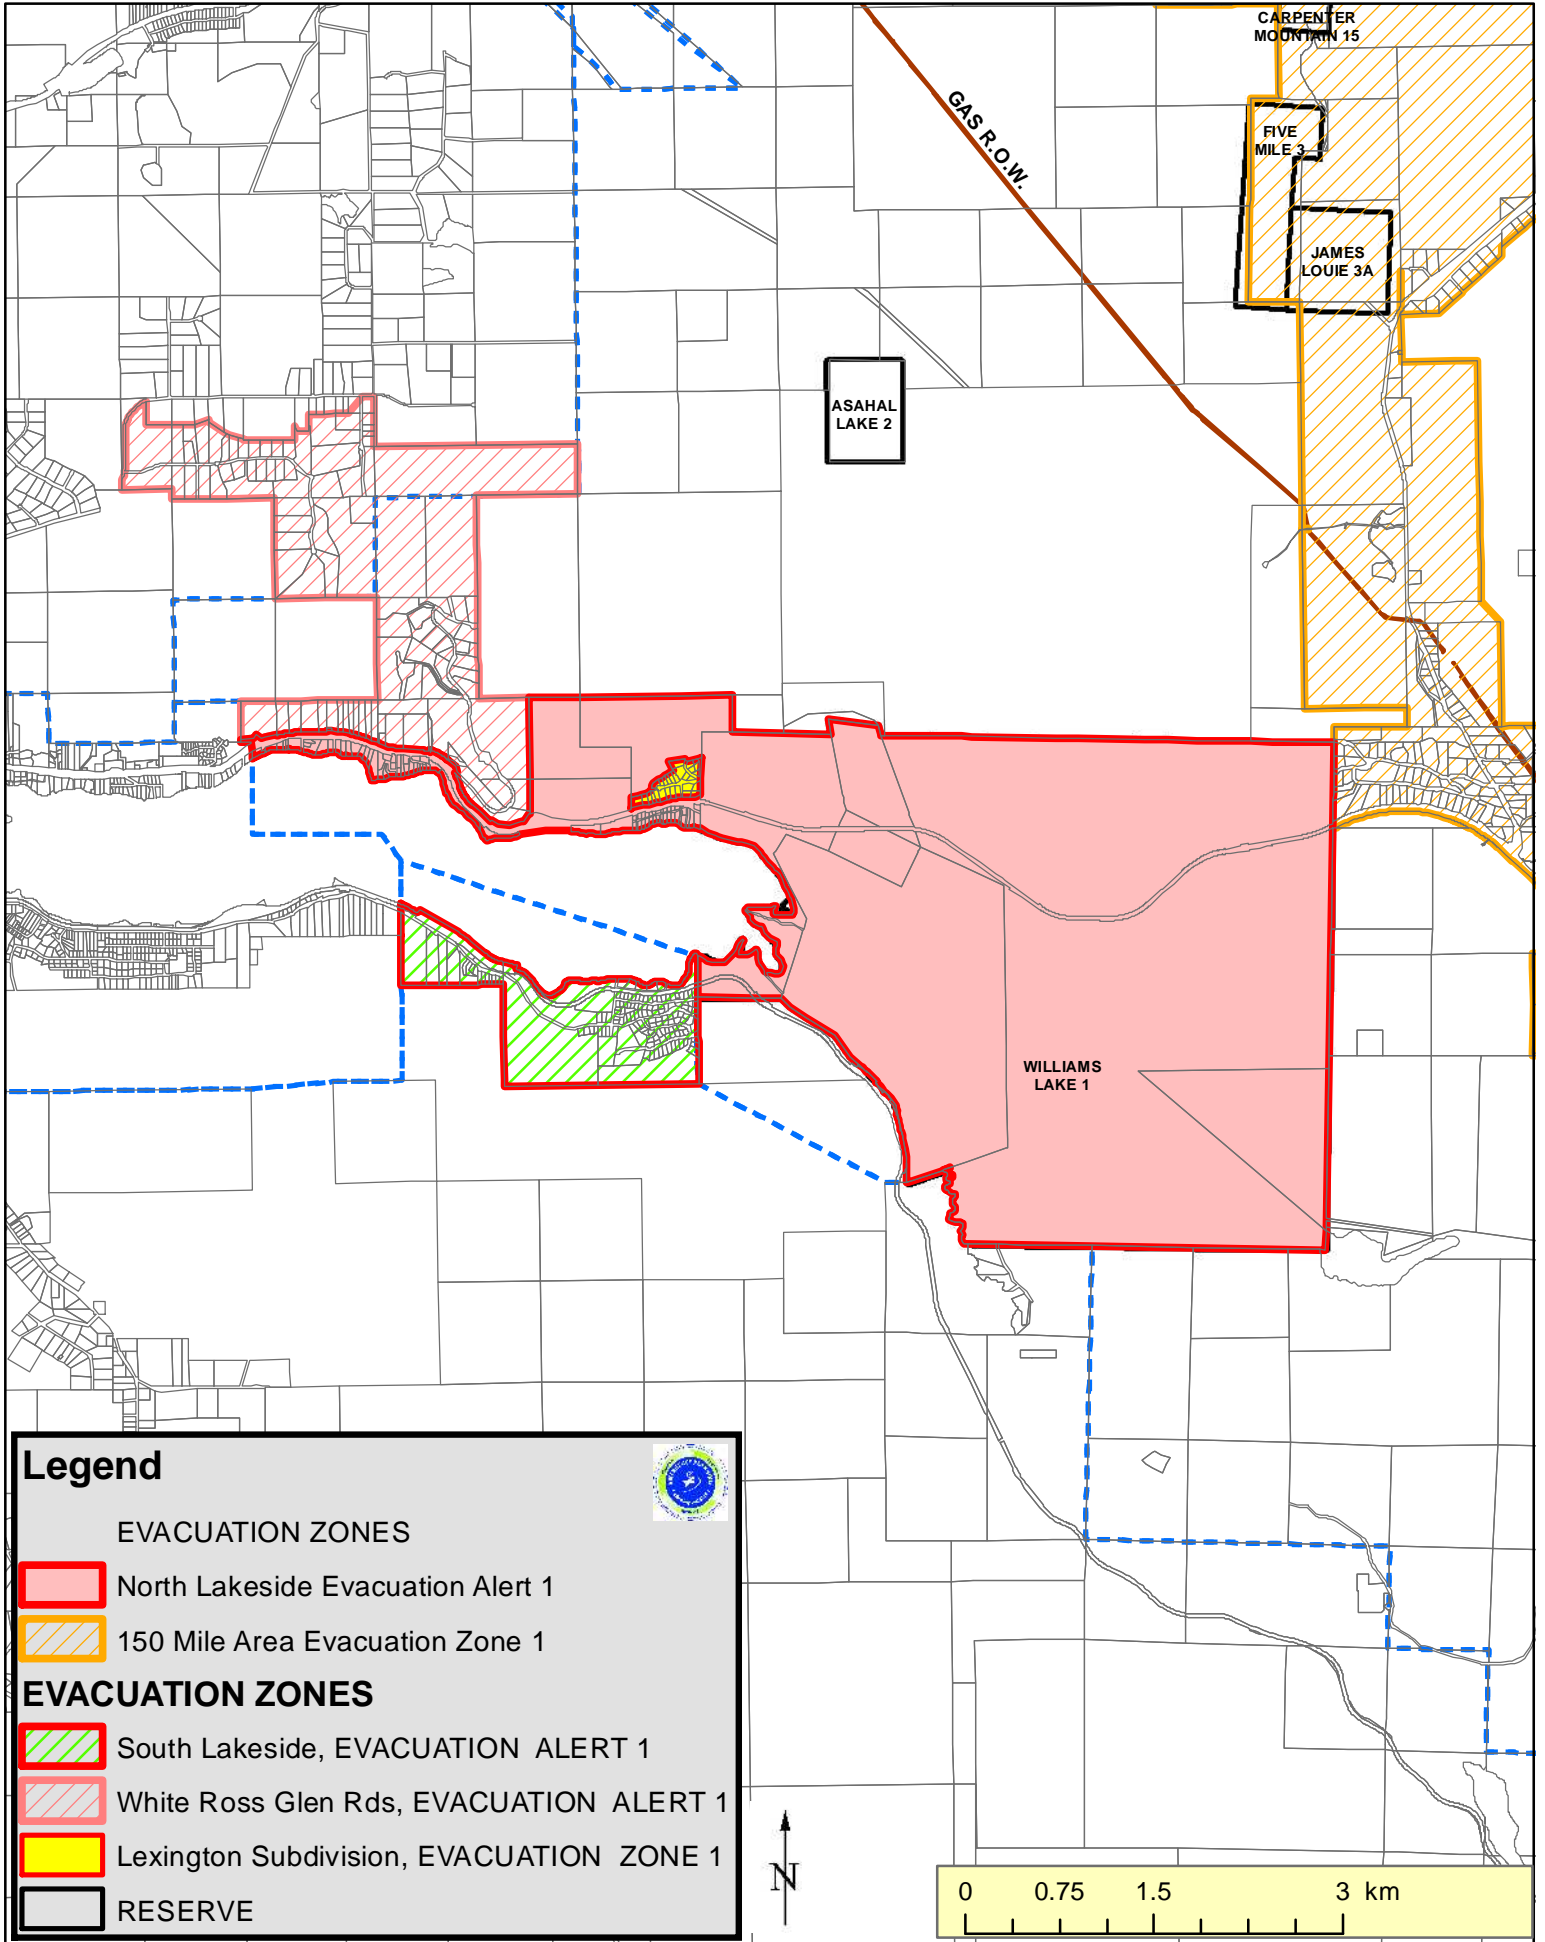 CARPENTER
MOUNTAIN 15
GAS R.O.W.
FIVE
MILE 3
JAMES
LOUIE 3A
ASAHAL
LAKE 2
WILLIAMS
LAKE 1
Legend
EVACUATION ZONES
North Lakeside Evacuation Alert 1
150 Mile Area Evacuation Zone 1
EVACUATION ZONES
South Lakeside, EVACUATION ALERT 1
White Ross Glen Rds, EVACUATION ALERT 1
Lexington Subdivision, EVACUATION ZONE 1
RESERVE
N
0 0.75 1.5 3 km